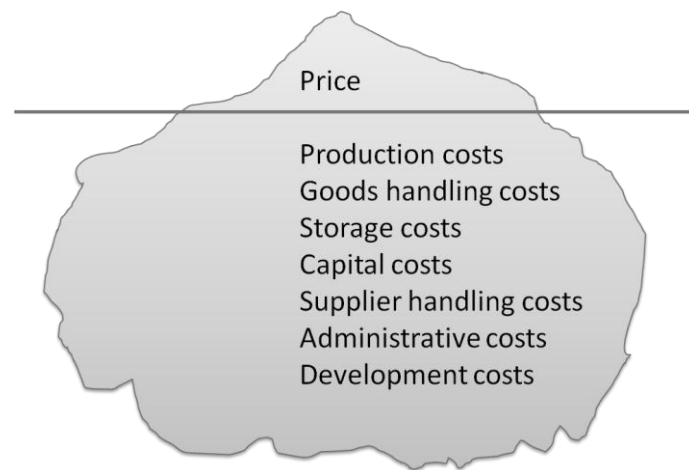 Price
Production costs
Goods handling costs
Storage costs
Capital costs
Supplier handling costs
Administrative costs
Development costs